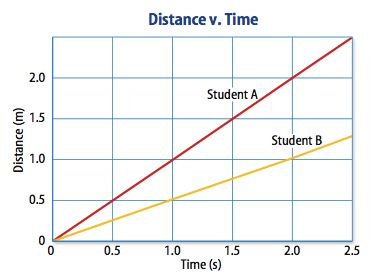 Distance v. Time
Distance (m)
2.0
1.5
1.0
0.5
0
Student A
Student B
0 0.5 1.0 1.5 2.0 2.5
Time (s)